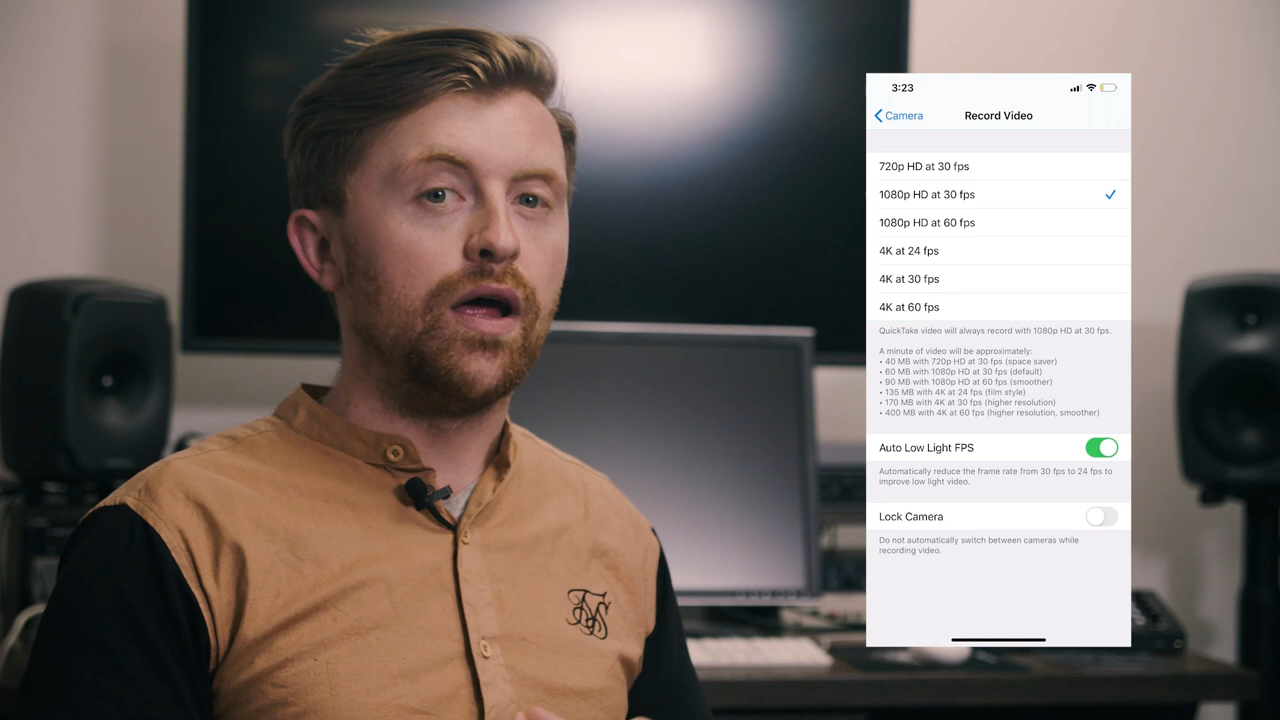 3:23
Camera
Record Video
720p HD at 30 fps
1080p HD at 30 fps
1080p HD at 60 fps
4K at 24 fps
4K at 30 fps
4K at 60 fps
QuickTake video will always record with 1080p HD at 30 fps.
A minute of video will be approximately:
• 40 MB with 720p HD at 30 fps (space saver)
• 60 MB with 1080p HD at 30 fps (default)
• 90 MB with 1080p HD at 60 fps (smoother)
• 135 MB with 4K at 24 fps (film style)
• 170 MB with 4K at 30 fps (higher resolution)
• 400 MB with 4K at 60 fps (higher resolution, smoother)
Auto Low Light FPS
Automatically reduce the frame rate from 30 fps to 24 fps to
improve low light video.
Lock Camera
Do not automatically switch between cameras while
recording video.